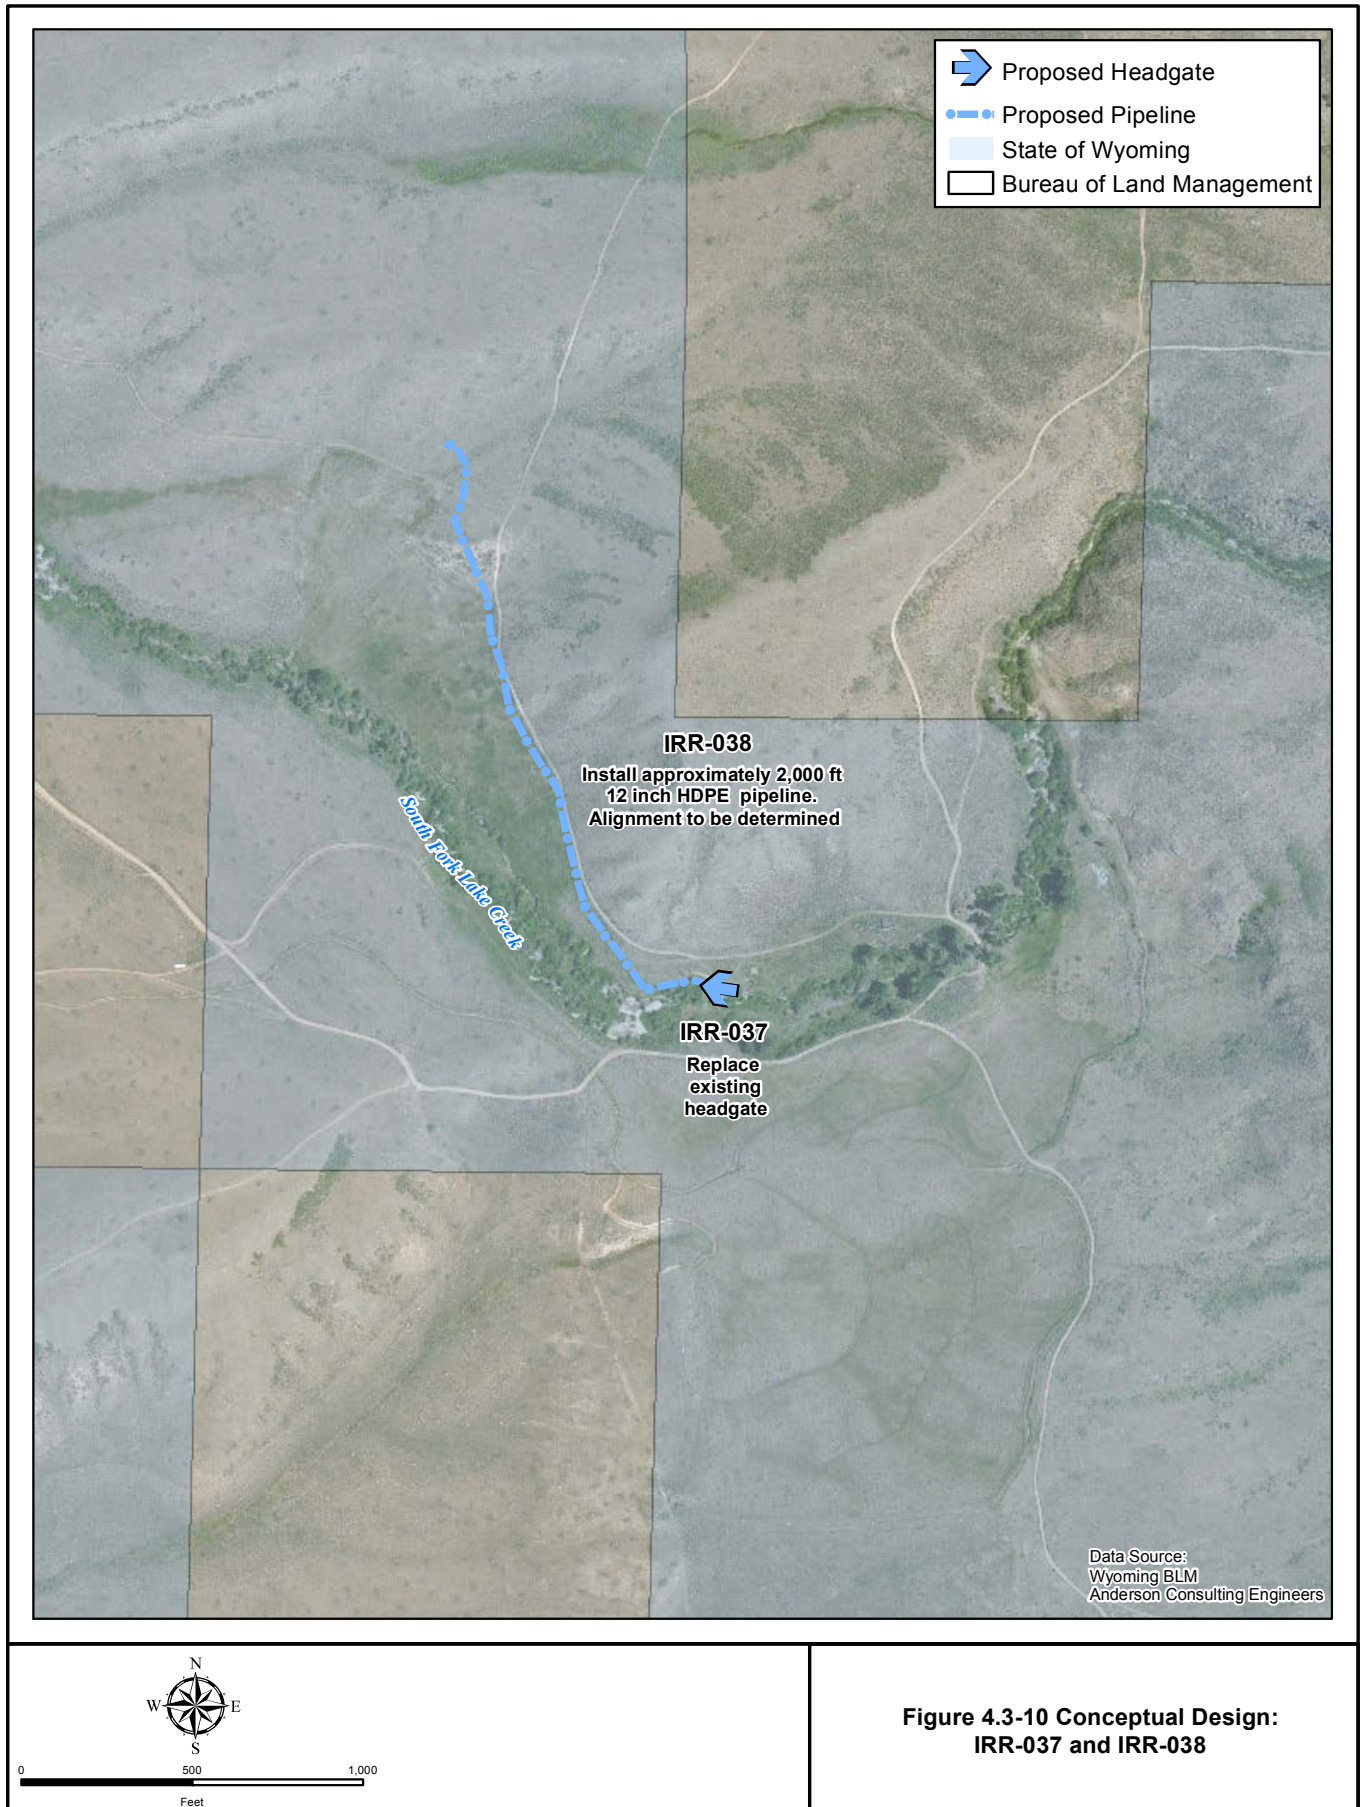 Proposed Headgate
Proposed Pipeline
State of Wyoming
Bureau of Land Management
IRR-038
Install approximately 2,000 ft
12 inch HDPE pipeline.
Alignment to be determined
South Fork Lake Creek
IRR-037
Replace
existing
headgate
Data Source:
Wyoming BLM
Anderson Consulting Engineers
N
W E
S
0 500 1,000
Feet
Figure 4.3-10 Conceptual Design:
IRR-037 and IRR-038